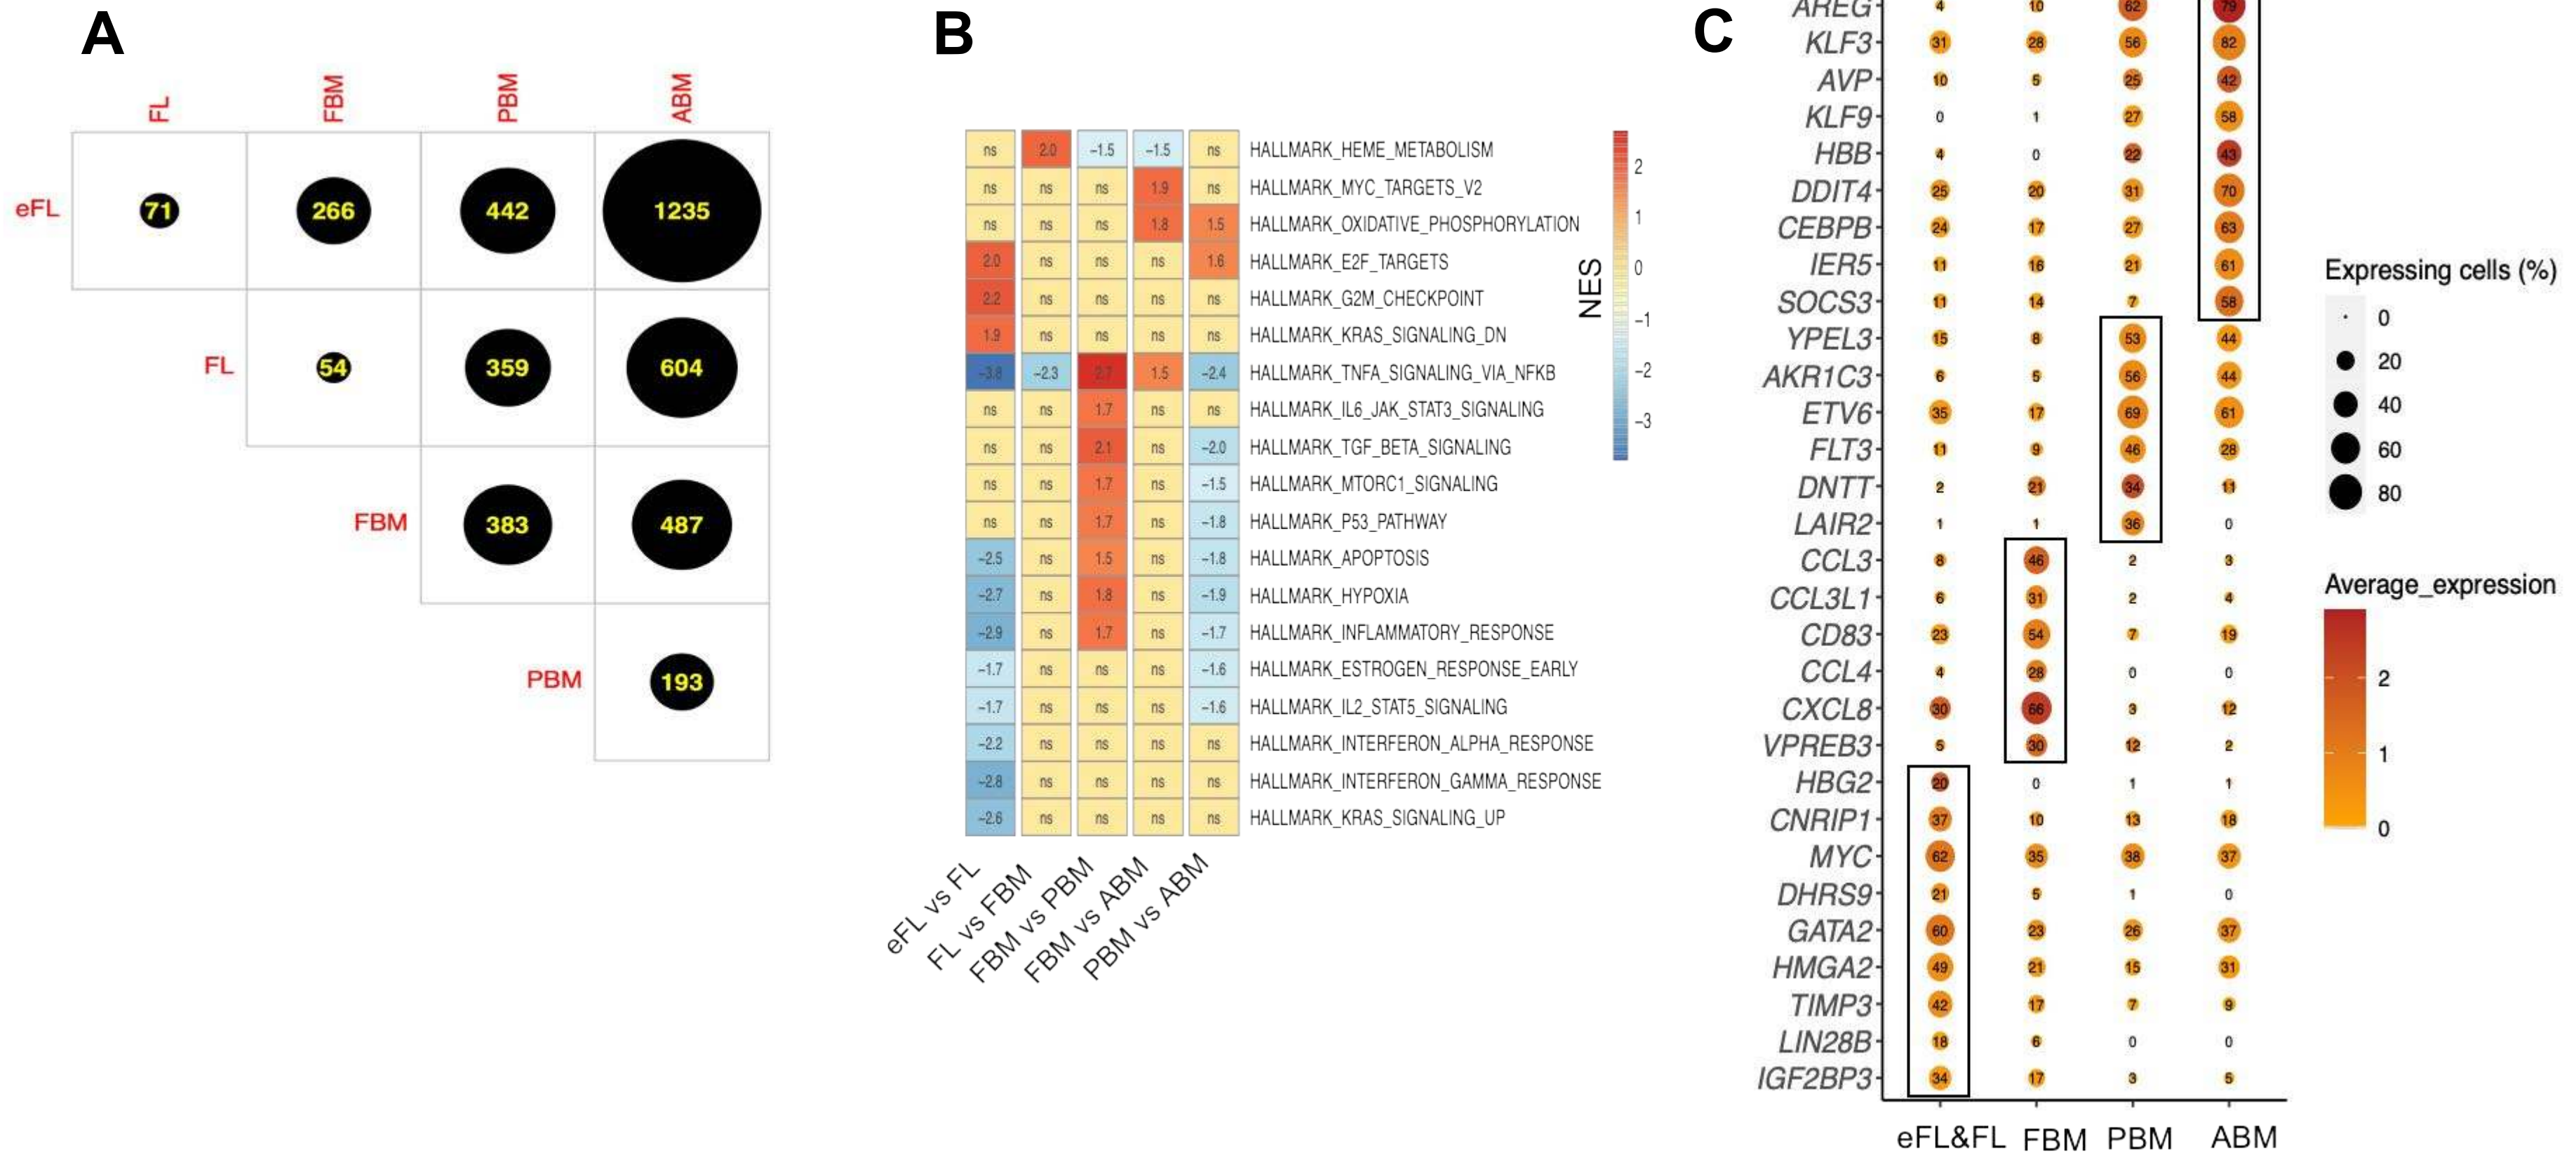 A
FL FBM PBM ABM
eFL 71 266 442 1235
FL 54 359 604
FBM 383 487
PBM 193
B
ns 2.0 −1.5 −1.5 ns HALLMARK_HEME_METABOLISM
ns ns ns 1.9 ns HALLMARK_MYC_TARGETS_V2
ns ns ns 1.8 1.5 HALLMARK_OXIDATIVE_PHOSPHORYLATION
2.0 ns ns ns 1.6 HALLMARK_E2F_TARGETS
2.2 ns ns ns ns HALLMARK_G2M_CHECKPOINT
1.9 ns ns ns ns HALLMARK_KRAS_SIGNALING_DN
−3.8 −2.3 2.7 1.5 −2.4 HALLMARK_TNFA_SIGNALING_VIA_NFKB
ns ns 1.7 ns ns HALLMARK_IL6_JAK_STAT3_SIGNALING
ns ns 2.1 ns −2.0 HALLMARK_TGF_BETA_SIGNALING
ns ns 1.7 ns −1.5 HALLMARK_MTORC1_SIGNALING
ns ns 1.7 ns −1.8 HALLMARK_P53_PATHWAY
−2.5 ns 1.5 ns −1.8 HALLMARK_APOPTOSIS
−2.7 ns 1.8 ns −1.9 HALLMARK_HYPOXIA
−2.9 ns 1.7 ns −1.7 HALLMARK_INFLAMMATORY_RESPONSE
−1.7 ns ns ns −1.6 HALLMARK_ESTROGEN_RESPONSE_EARLY
−1.7 ns ns ns −1.6 HALLMARK_IL2_STAT5_SIGNALING
−2.2 ns ns ns ns HALLMARK_INTERFERON_ALPHA_RESPONSE
−2.8 ns ns ns ns HALLMARK_INTERFERON_GAMMA_RESPONSE
−2.6 ns ns ns ns HALLMARK_KRAS_SIGNALING_UP
eFL vs FL
FL vs FBM
FBM vs PBM
FBM vs ABM
PBM vs ABM
NES
2
1
0
−1
−2
−3
C
AREG 4 10 62 79
KLF3 31 28 56 82
AVP 10 5 25 42
KLF9 0 1 27 58
HBB 4 0 22 43
DDIT4 25 20 31 70
CEBPB 24 17 27 63
IER5 11 16 21 61
SOCS3 11 14 7 58
YPEL3 15 8 53 44
AKR1C3 6 5 56 44
ETV6 35 17 69 61
FLT3 11 9 46 28
DNTT 2 21 34 11
LAIR2 1 1 36 0
CCL3 8 46 2 3
CCL3L1 6 31 2 4
CD83 23 54 7 19
CCL4 4 28 0 0
CXCL8 30 66 3 12
VPREB3 5 30 12 2
HBG2 20 0 1 1
CNRIP1 37 10 13 18
MYC 62 35 38 37
DHRS9 21 5 1 0
GATA2 60 23 26 37
HMGA2 49 21 15 31
TIMP3 42 17 7 9
LIN28B 18 6 0 0
IGF2BP3 34 17 3 5
eFL&FL FBM PBM ABM
Expressing cells (%)
0
20
40
60
80
Average_expression
2
1
0